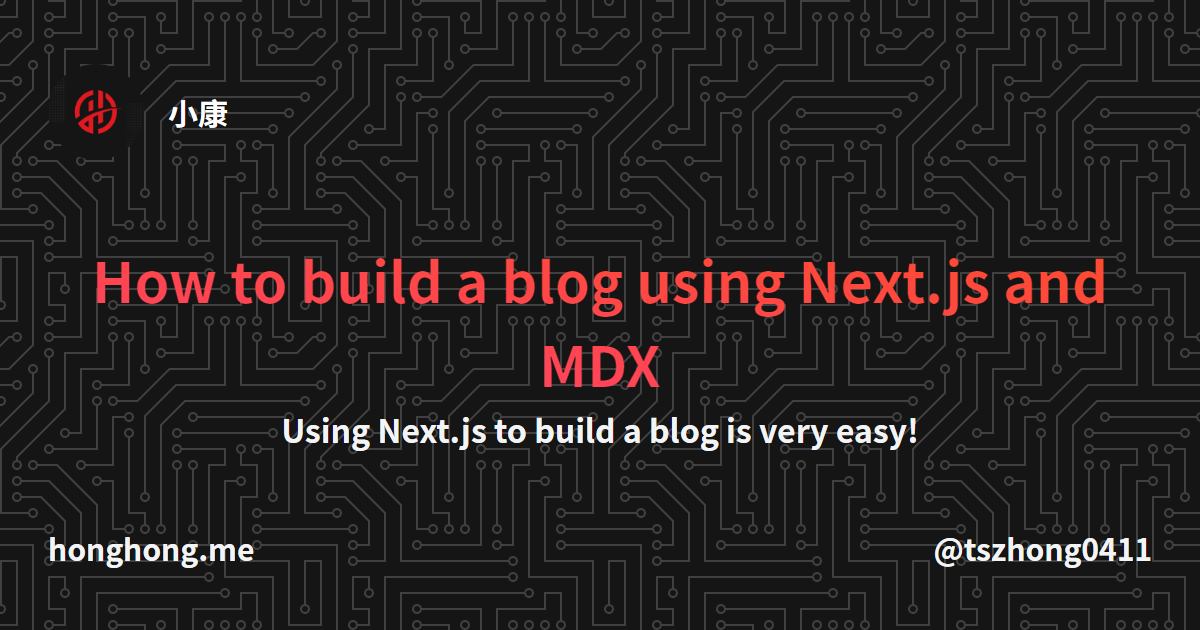 小康
How to build a blog using Next.js and
MDX
Using Next.js to build a blog is very easy!
honghong.me
@tszhong0411